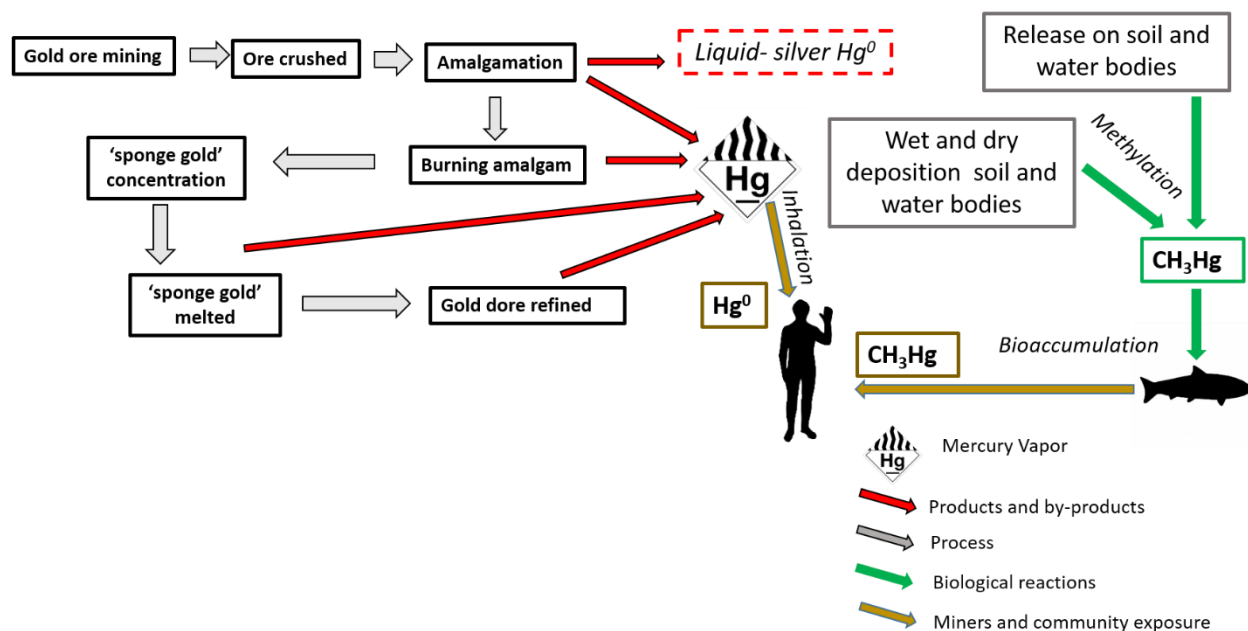 Gold ore mining
Ore crushed
Amalgamation
Liquid- silver Hg⁰
Release on soil and
water bodies
'sponge gold'
concentration
Burning amalgam
Hg
Wet and dry
deposition soil and
water bodies
Methylation
Inhalation
'sponge gold'
melted
Gold dore refined
Hg⁰
CH₃Hg
CH₃Hg
Bioaccumulation
Hg
Mercury Vapor
Products and by-products
Process
Biological reactions
Miners and community exposure